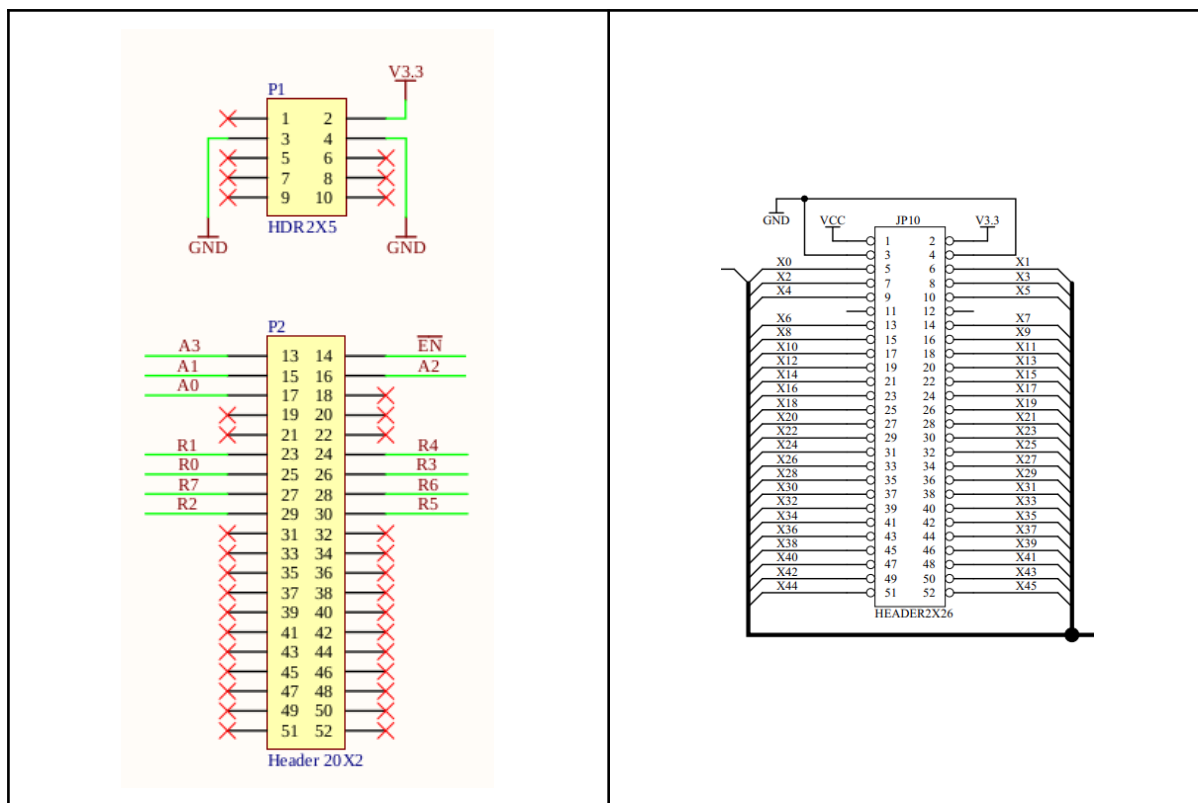 V3.3
P1
1 2
3 4
5 6
7 8
9 10
HDR2X5
GND GND
P2
A3 13 14 EN
A1 15 16 A2
A0 17 18
19 20
21 22
R1 23 24 R4
R0 25 26 R3
R7 27 28 R6
R2 29 30 R5
31 32
33 34
35 36
37 38
39 40
41 42
43 44
45 46
47 48
49 50
51 52
Header 20X2
GND VCC JP10 V3.3
1 2
3 4
X0 5 6 X1
X2 7 8 X3
X4 9 10 X5
11 12
X6 13 14 X7
X8 15 16 X9
X10 17 18 X11
X12 19 20 X13
X14 21 22 X15
X16 23 24 X17
X18 25 26 X19
X20 27 28 X21
X22 29 30 X23
X24 31 32 X25
X26 33 34 X27
X28 35 36 X29
X30 37 38 X31
X32 39 40 X33
X34 41 42 X35
X36 43 44 X37
X38 45 46 X39
X40 47 48 X41
X42 49 50 X43
X44 51 52 X45
HEADER2X26